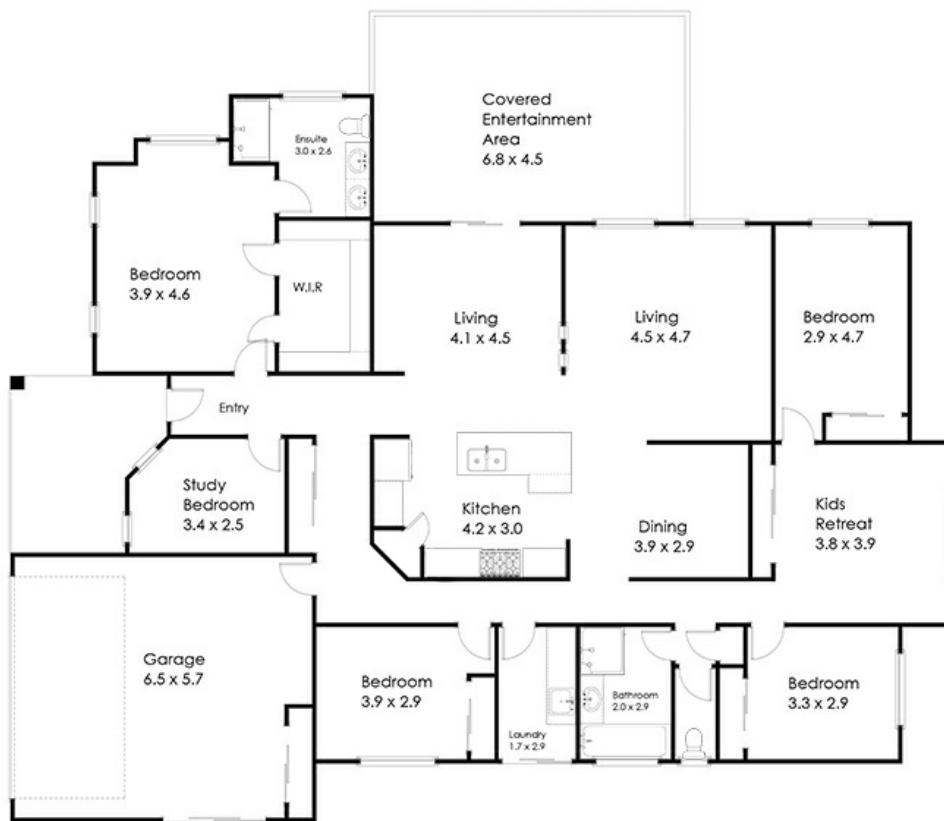 Covered
Entertainment
Area
6.8 x 4.5
Ensuite
3.0 x 2.6
Bedroom
3.9 x 4.6
W.I.R
Living
4.1 x 4.5
Living
4.5 x 4.7
Bedroom
2.9 x 4.7
Entry
Study
Bedroom
3.4 x 2.5
Kitchen
4.2 x 3.0
Dining
3.9 x 2.9
Kids
Retreat
3.8 x 3.9
Garage
6.5 x 5.7
Bedroom
3.9 x 2.9
Laundry
1.7 x 2.9
Bathroom
2.0 x 2.9
Bedroom
3.3 x 2.9